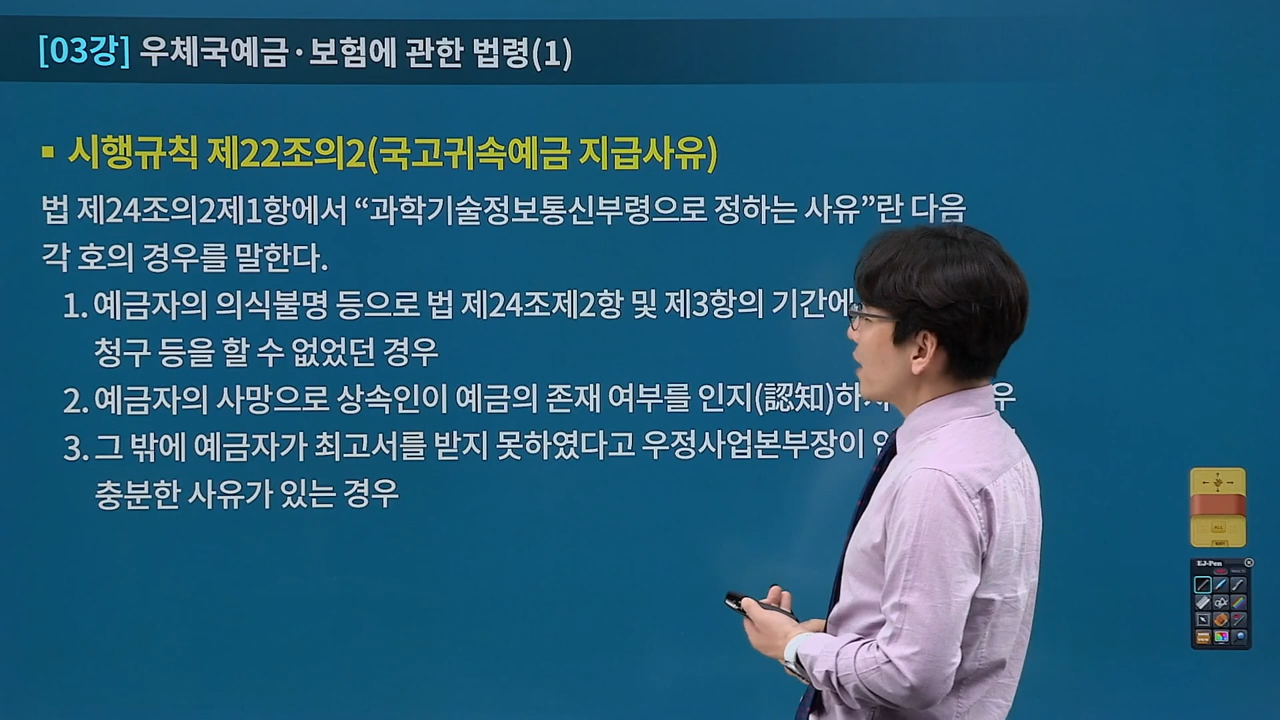 [03강] 우체국예금·보험에 관한 법령(1)
▪ 시행규칙 제22조의2(국고귀속예금 지급사유)
법 제24조의2제1항에서 “과학기술정보통신부령으로 정하는 사유”란 다음
각 호의 경우를 말한다.
1. 예금자의 의식불명 등으로 법 제24조제2항 및 제3항의 기간에
청구 등을 할 수 없었던 경우
2. 예금자의 사망으로 상속인이 예금의 존재 여부를 인지(認知)하
3. 그 밖에 예금자가 최고서를 받지 못하였다고 우정사업본부장이
충분한 사유가 있는 경우
EJ-Pen
ALL